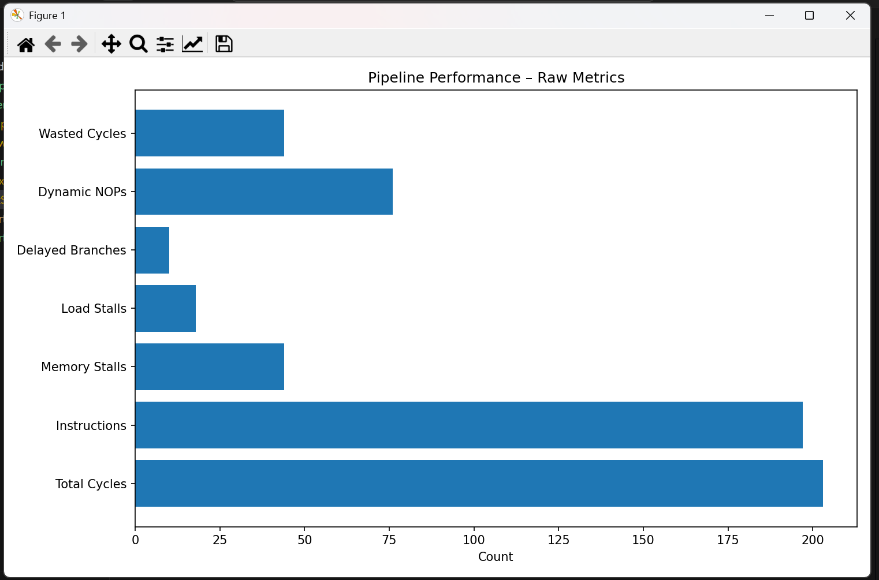 Figure 1
Pipeline Performance – Raw Metrics
Wasted Cycles
Dynamic NOPs
Delayed Branches
Load Stalls
Memory Stalls
Instructions
Total Cycles
0 25 50 75 100 125 150 175 200
Count